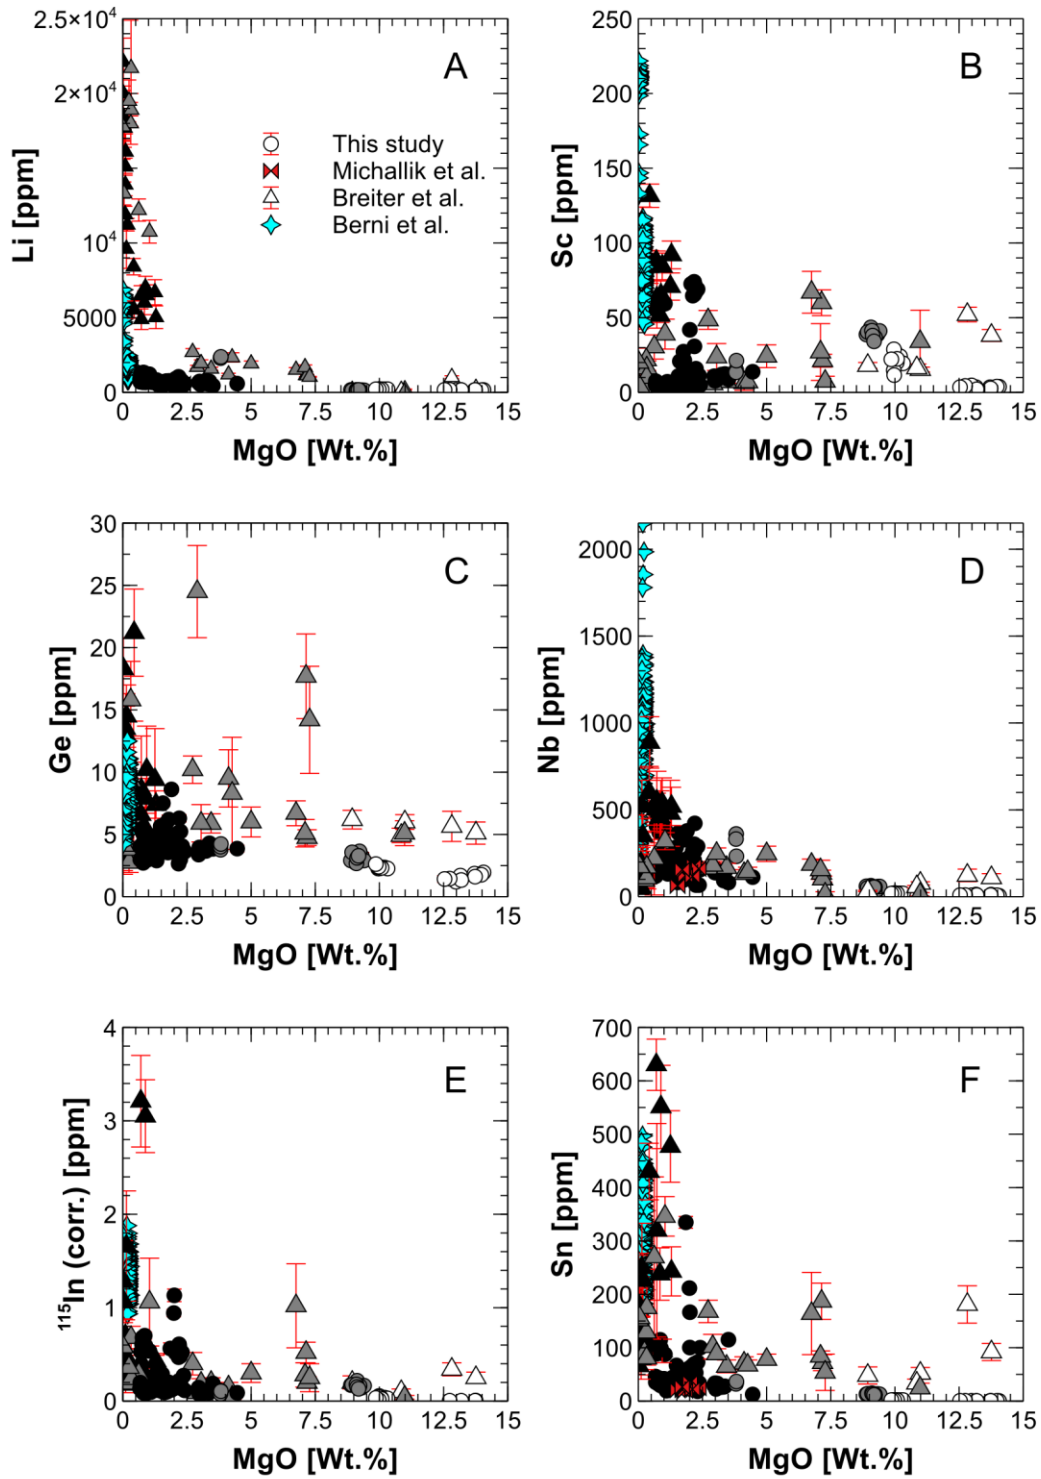 2.5×10⁴
2×10⁴
10⁴
5000
0
Li [ppm]
A
This study
Michallik et al.
Breiter et al.
Berni et al.
0 2.5 5 7.5 10 12.5 15
MgO [Wt.%]
250
200
150
100
50
0
Sc [ppm]
B
0 2.5 5 7.5 10 12.5 15
MgO [Wt.%]
30
25
20
15
10
5
0
Ge [ppm]
C
0 2.5 5 7.5 10 12.5 15
MgO [Wt.%]
2000
1500
1000
500
0
Nb [ppm]
D
0 2.5 5 7.5 10 12.5 15
MgO [Wt.%]
4
3
2
1
0
¹¹⁵In (corr.) [ppm]
E
0 2.5 5 7.5 10 12.5 15
MgO [Wt.%]
700
600
500
400
300
200
100
0
Sn [ppm]
F
0 2.5 5 7.5 10 12.5 15
MgO [Wt.%]